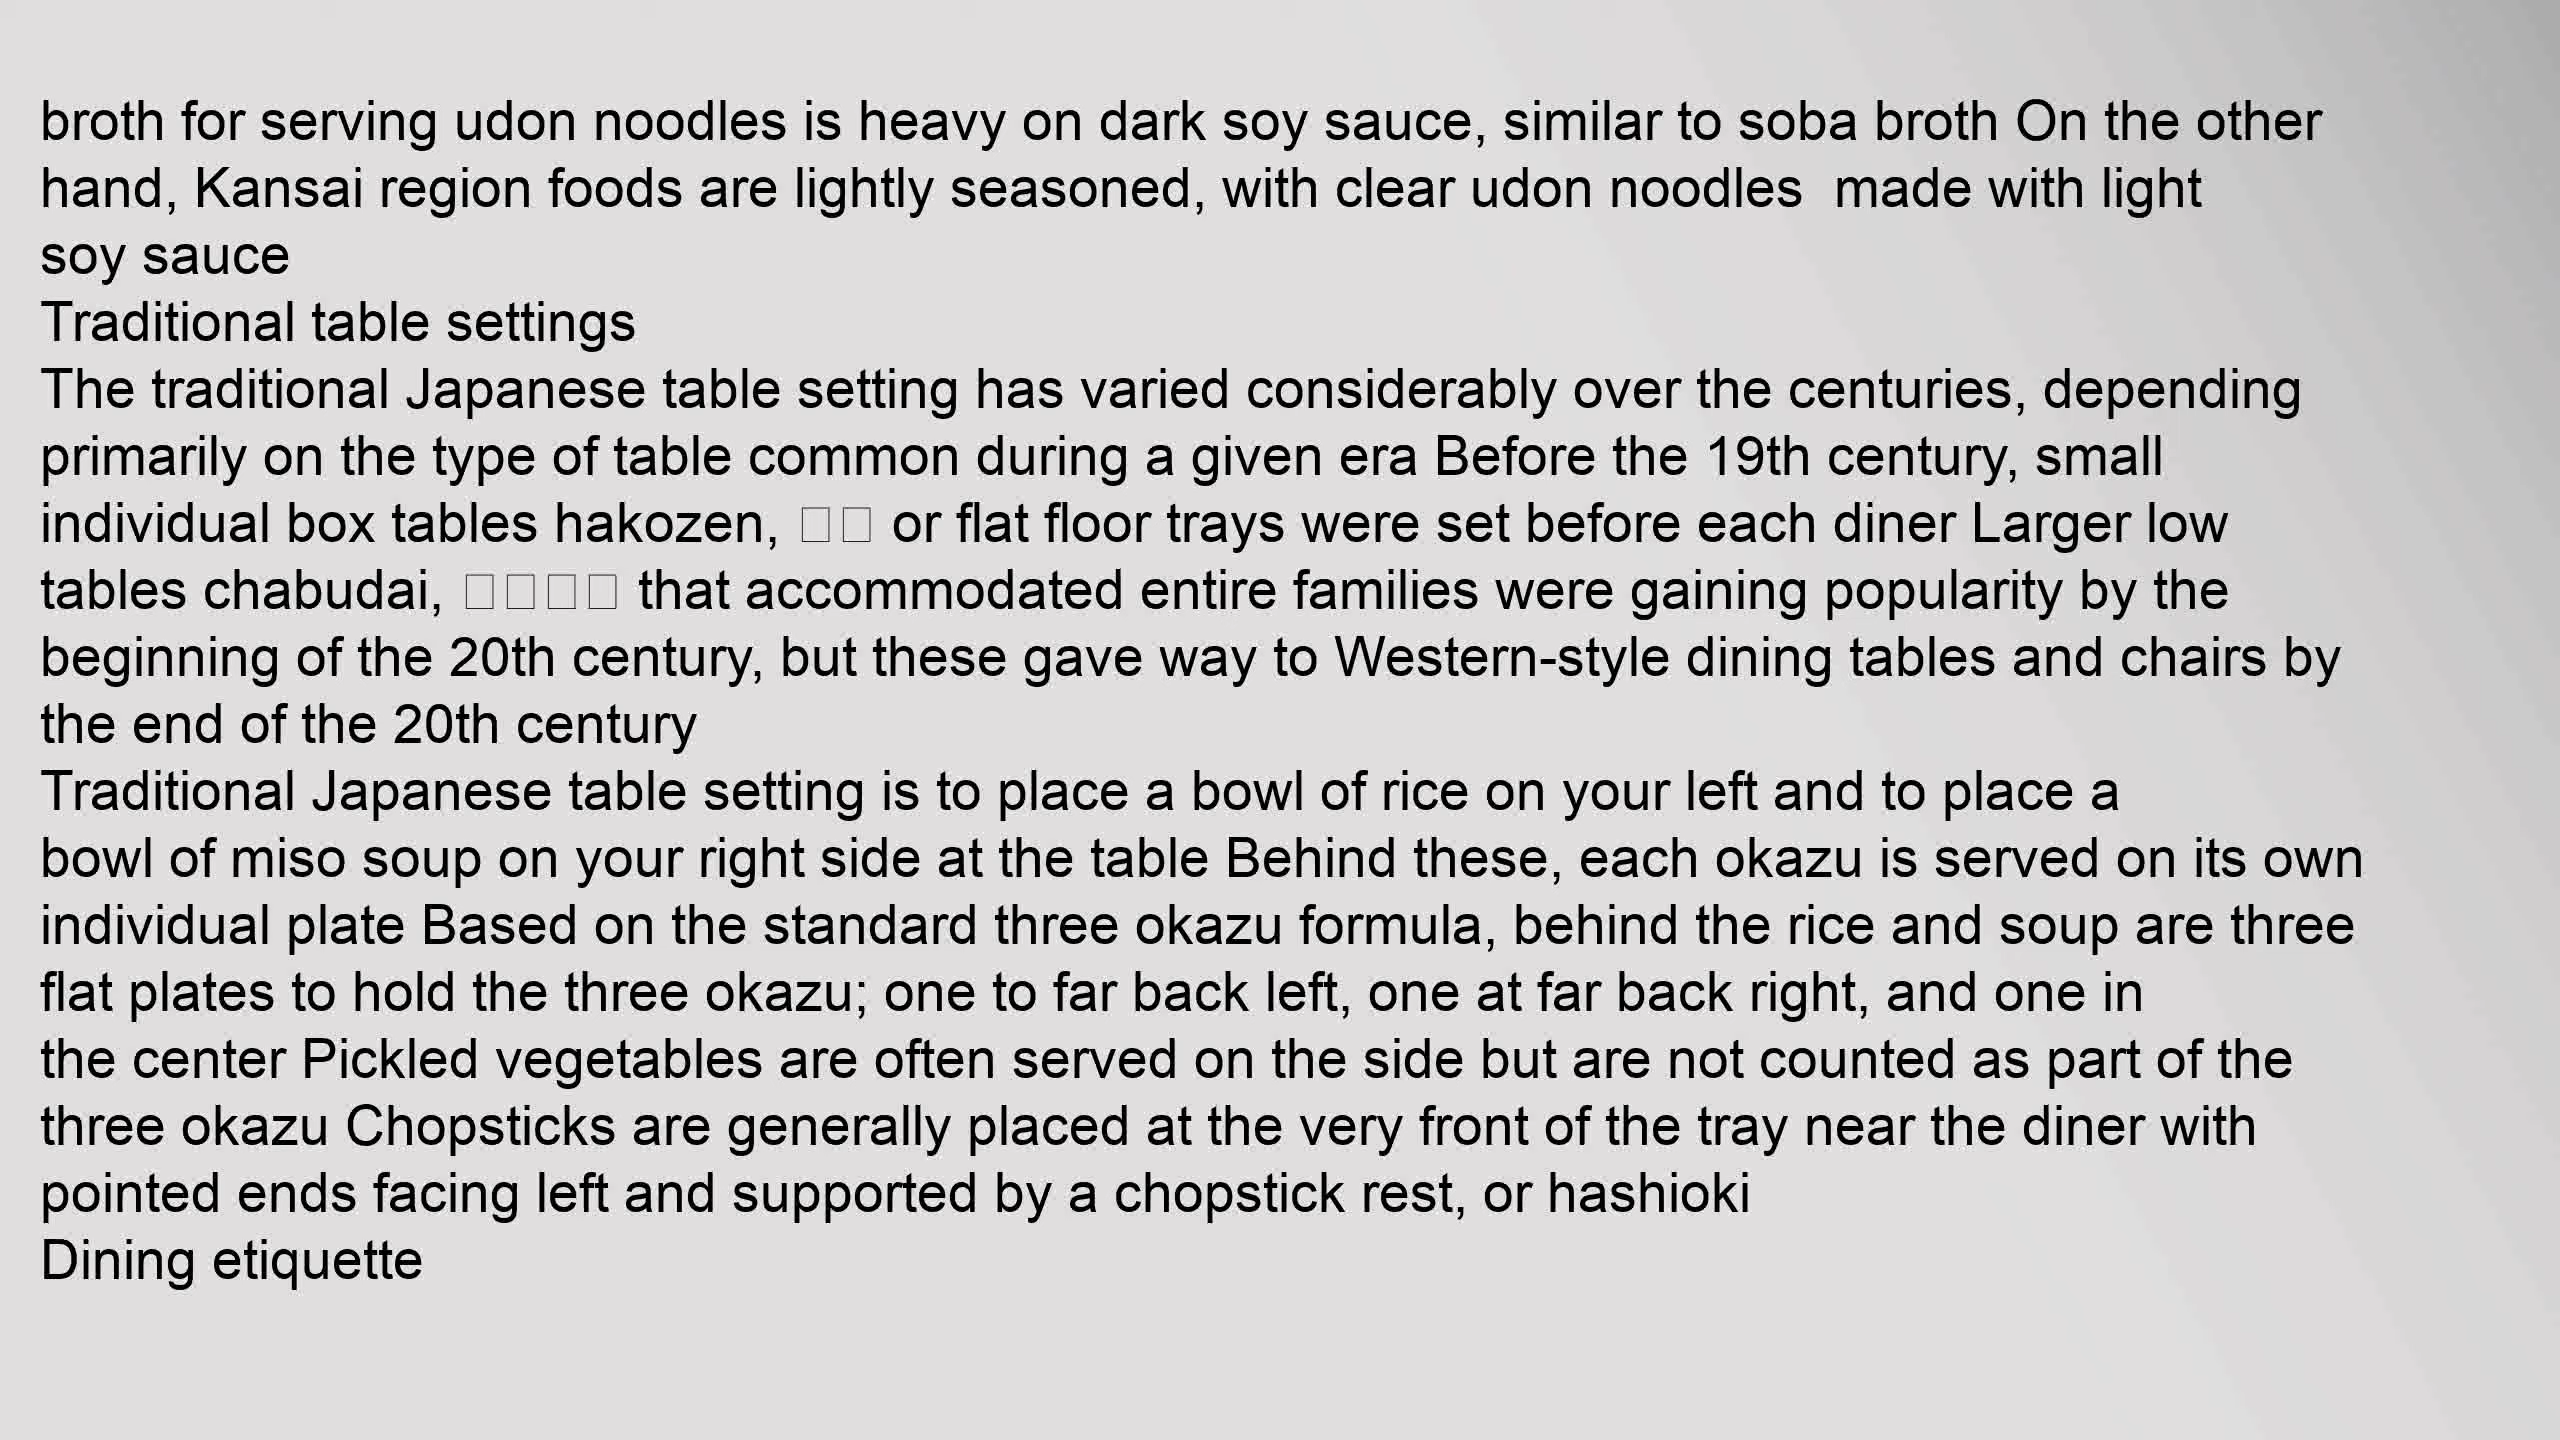 broth for serving udon noodles is heavy on dark soy sauce, similar to soba broth On the other
hand, Kansai region foods are lightly seasoned, with clear udon noodles  made with light
soy sauce
Traditional table settings
The traditional Japanese table setting has varied considerably over the centuries, depending
primarily on the type of table common during a given era Before the 19th century, small
individual box tables hakozen, □□ or flat floor trays were set before each diner Larger low
tables chabudai, □□□□ that accommodated entire families were gaining popularity by the
beginning of the 20th century, but these gave way to Western-style dining tables and chairs by
the end of the 20th century
Traditional Japanese table setting is to place a bowl of rice on your left and to place a
bowl of miso soup on your right side at the table Behind these, each okazu is served on its own
individual plate Based on the standard three okazu formula, behind the rice and soup are three
flat plates to hold the three okazu; one to far back left, one at far back right, and one in
the center Pickled vegetables are often served on the side but are not counted as part of the
three okazu Chopsticks are generally placed at the very front of the tray near the diner with
pointed ends facing left and supported by a chopstick rest, or hashioki
Dining etiquette